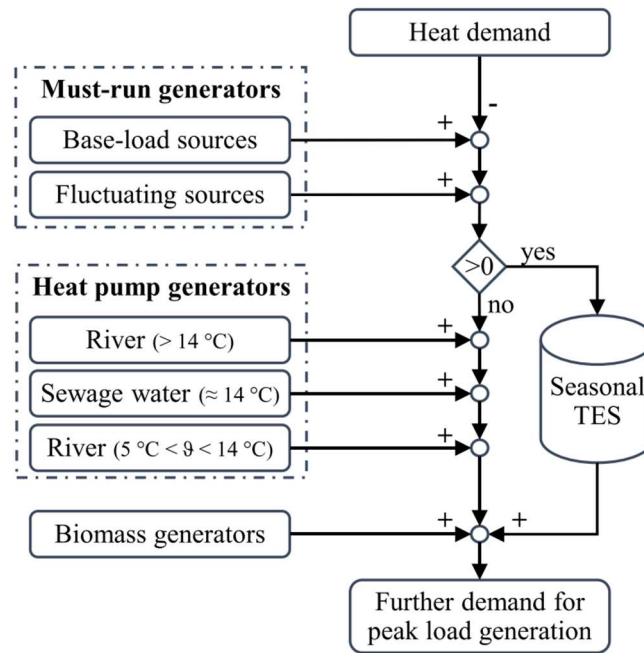 Heat demand
Must-run generators
-
Base-load sources
+
Fluctuating sources
+
>0
yes
no
Heat pump generators
River (> 14 °C)
+
Sewage water (≈ 14 °C)
+
River (5 °C < ϑ < 14 °C)
+
Seasonal
TES
Biomass generators
+
+
Further demand for
peak load generation